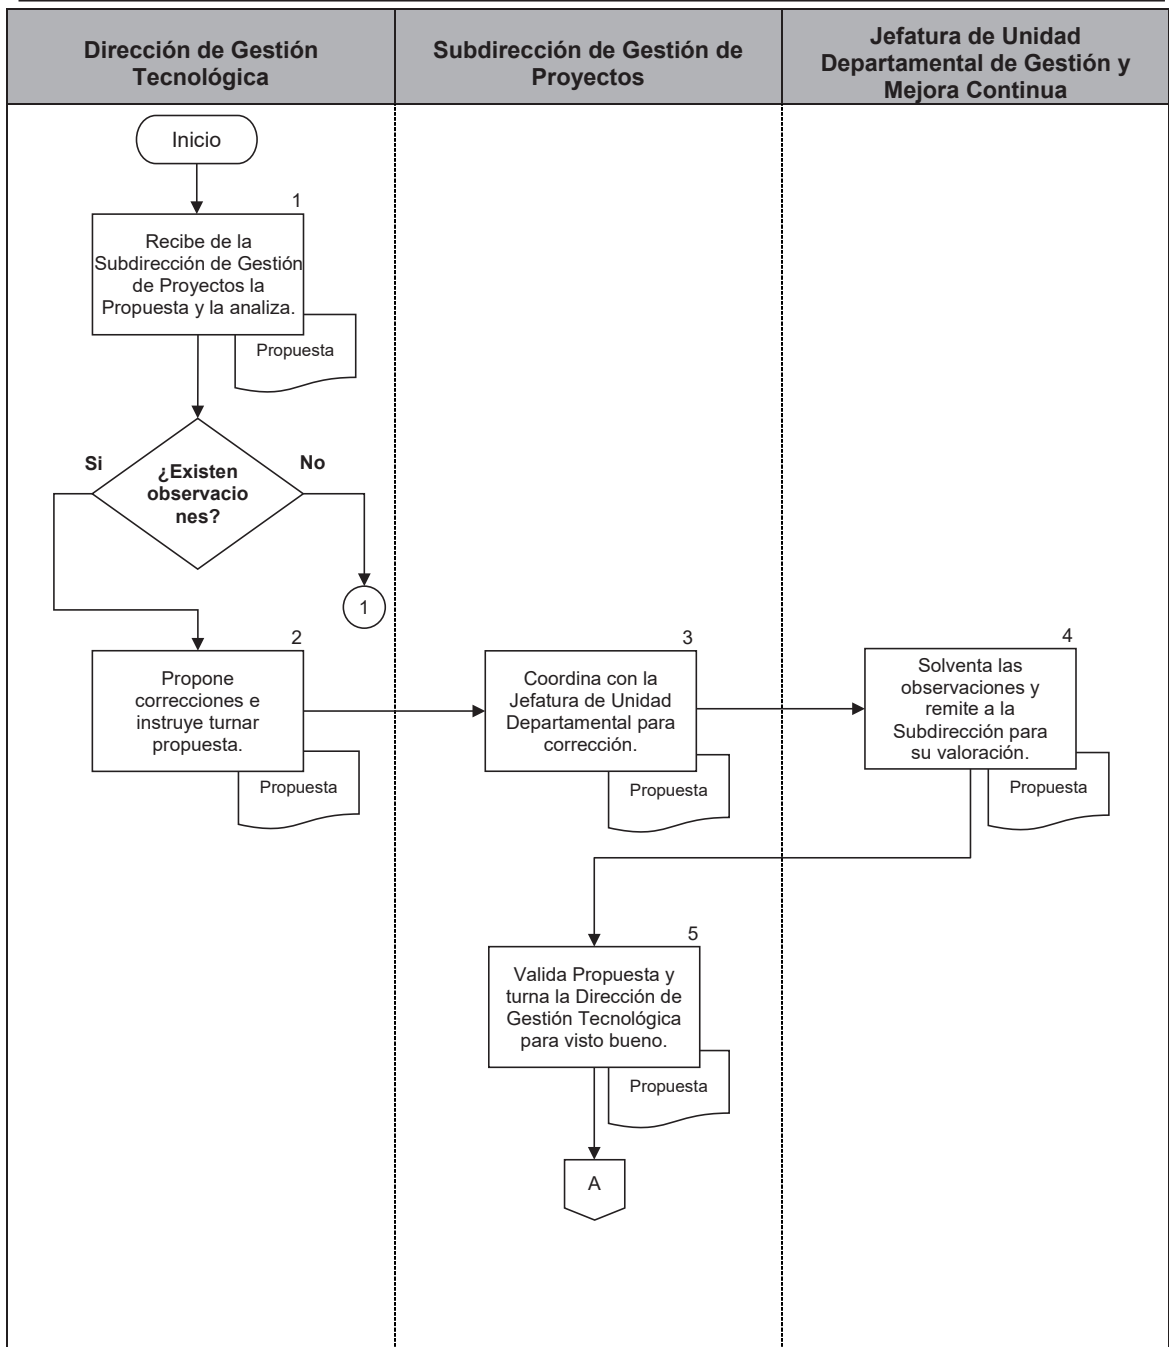 Dirección de Gestión
Tecnológica
Subdirección de Gestión de
Proyectos
Jefatura de Unidad
Departamental de Gestión y
Mejora Continua
Inicio
1
Recibe de la
Subdirección de Gestión
de Proyectos la
Propuesta y la analiza.
Propuesta
Si
¿Existen
observacio
nes?
No
1
2
Propone
correcciones e
instruye turnar
propuesta.
Propuesta
3
Coordina con la
Jefatura de Unidad
Departamental para
corrección.
Propuesta
4
Solventa las
observaciones y
remite a la
Subdirección para
su valoración.
Propuesta
5
Valida Propuesta y
turna la Dirección de
Gestión Tecnológica
para visto bueno.
Propuesta
A